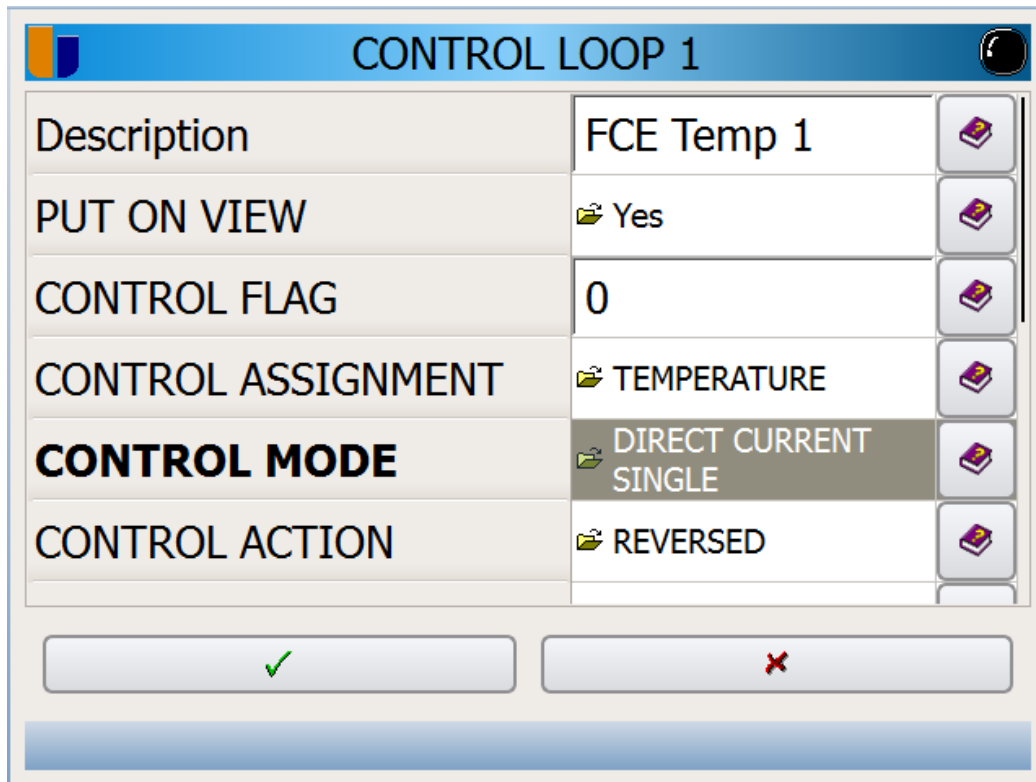 CONTROL LOOP 1
Description
FCE Temp 1
PUT ON VIEW
Yes
CONTROL FLAG
0
CONTROL ASSIGNMENT
TEMPERATURE
CONTROL MODE
DIRECT CURRENT
SINGLE
CONTROL ACTION
REVERSED